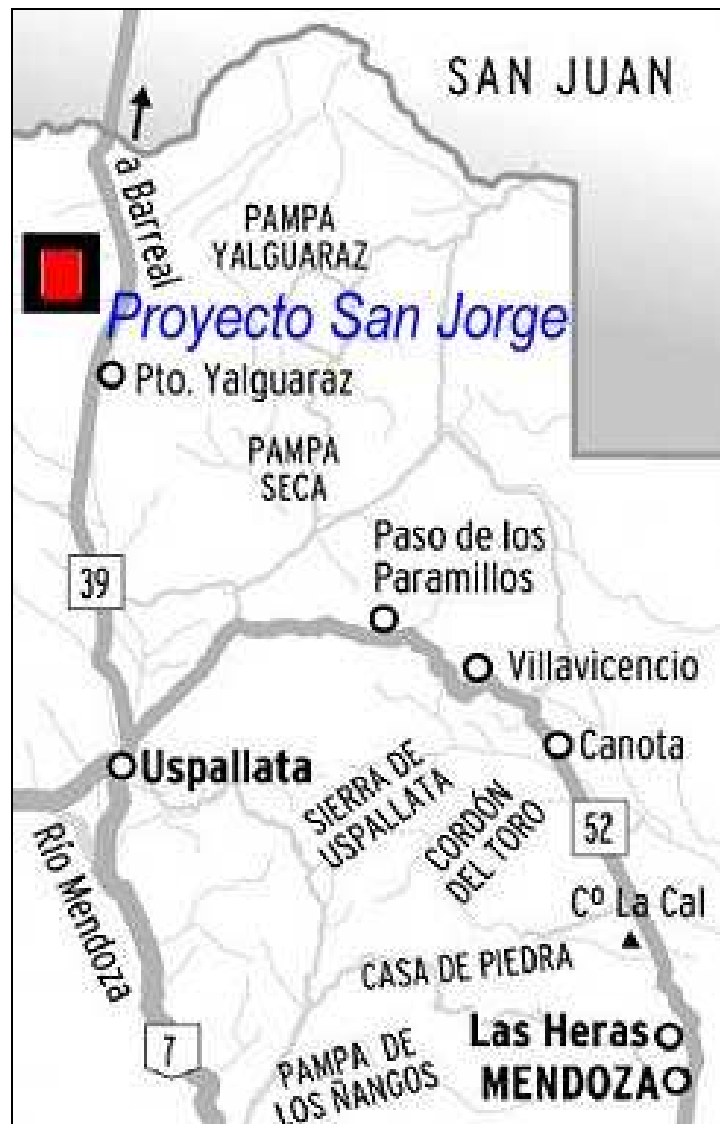 SAN JUAN
a Barreal
PAMPA
YALGUARAZ
Proyecto San Jorge
Pto. Yalguaraz
PAMPA
SECA
Paso de los
Paramillos
39
Villavicencio
Canota
Uspallata
SIERRA DE
USPALLATA
CORDÓN
DEL TORO
52
Río Mendoza
Cº La Cal
CASA DE PIEDRA
7
Las Heras
PAMPA DE
LOS ÑANGOS
MENDOZA